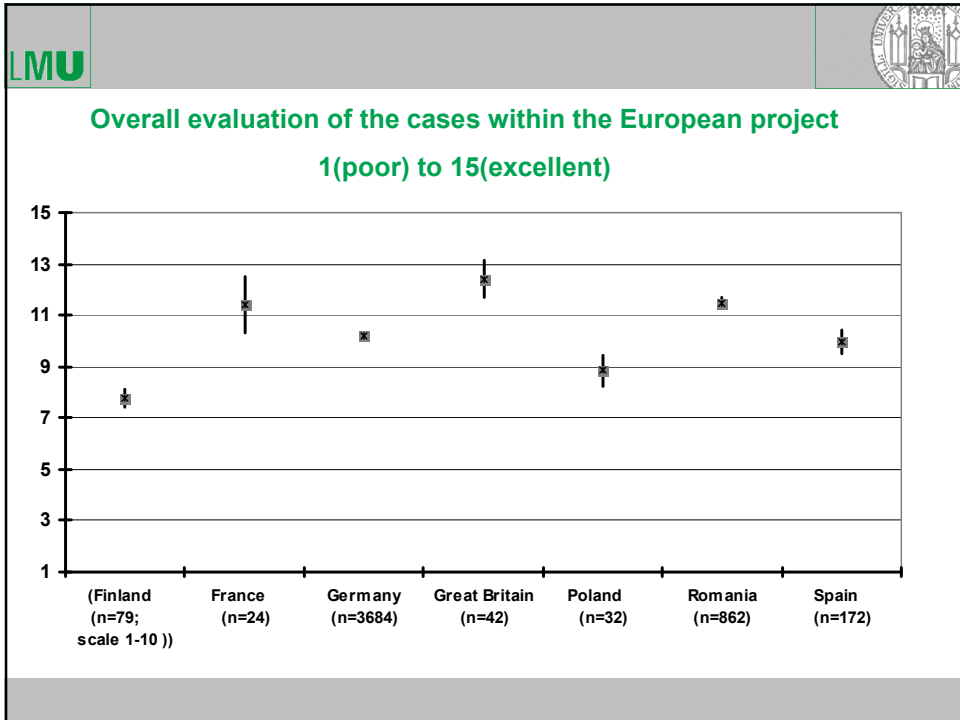 LMU
Overall evaluation of the cases within the European project
1(poor) to 15(excellent)
15
13
11
9
7
5
3
1
(Finland France Germany Great Britain Poland Romania Spain
(n=79; (n=24) (n=3684) (n=42) (n=32) (n=862) (n=172)
scale 1-10 ))